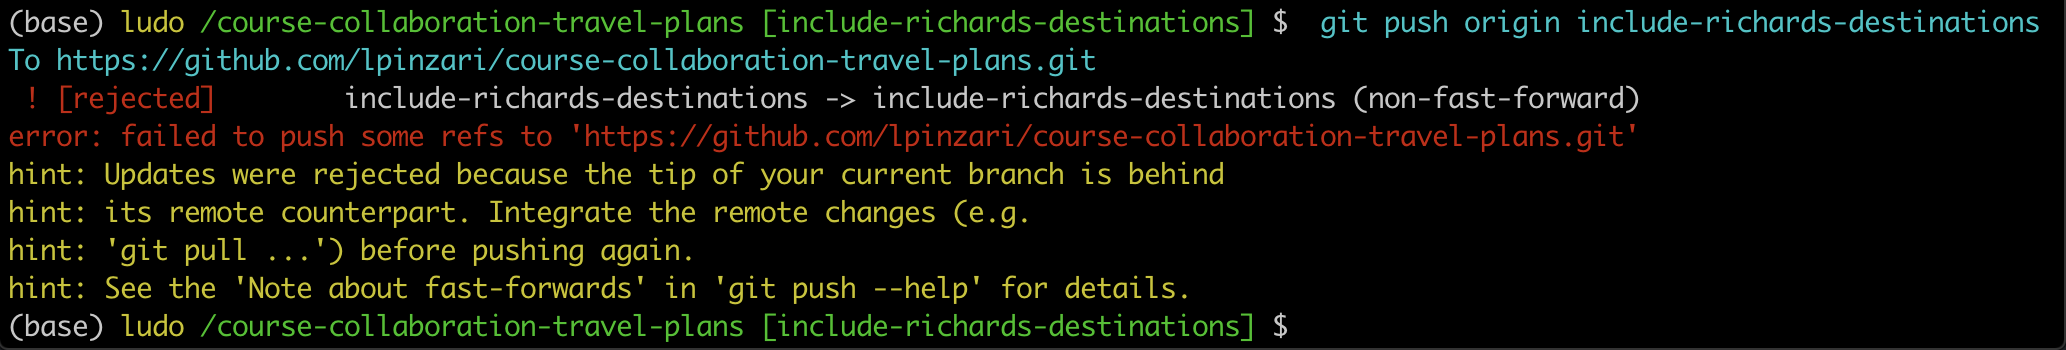 (base) ludo /course-collaboration-travel-plans [include-richards-destinations] $  git push origin include-richards-destinations
To https://github.com/lpinzari/course-collaboration-travel-plans.git
 ! [rejected]        include-richards-destinations -> include-richards-destinations (non-fast-forward)
error: failed to push some refs to 'https://github.com/lpinzari/course-collaboration-travel-plans.git'
hint: Updates were rejected because the tip of your current branch is behind
hint: its remote counterpart. Integrate the remote changes (e.g.
hint: 'git pull ...') before pushing again.
hint: See the 'Note about fast-forwards' in 'git push --help' for details.
(base) ludo /course-collaboration-travel-plans [include-richards-destinations] $